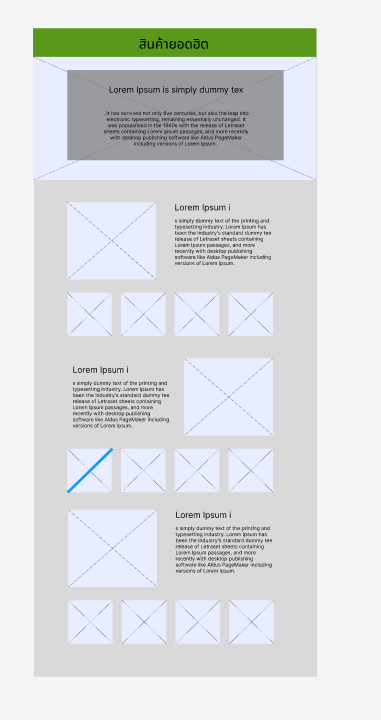 สินค้ายอดฮิต
Lorem Ipsum is simply dummy tex
. It has survived not only five centuries, but also the leap into
electronic typesetting, remaining essentially unchanged. It
was popularised in the 1960s with the release of Letraset
sheets containing Lorem Ipsum passages, and more recently
with desktop publishing software like Aldus PageMaker
including versions of Lorem Ipsum.
Lorem Ipsum i
s simply dummy text of the printing and
typesetting industry. Lorem Ipsum has
been the industry's standard dummy
release of Letraset sheets containing
Lorem Ipsum passages, and more
recently with desktop publishing
software like Aldus PageMaker including
versions of Lorem Ipsum.
Lorem Ipsum i
s simply dummy text of the printing and
typesetting industry. Lorem Ipsum has
been the industry's standard dummy
release of Letraset sheets containing
Lorem Ipsum passages, and more
recently with desktop publishing
software like Aldus PageMaker including
versions of Lorem Ipsum.
Lorem Ipsum i
s simply dummy text of the printing and
typesetting industry. Lorem Ipsum has
been the industry's standard dummy
release of Letraset sheets containing
Lorem Ipsum passages, and more
recently with desktop publishing
software like Aldus PageMaker including
versions of Lorem Ipsum.